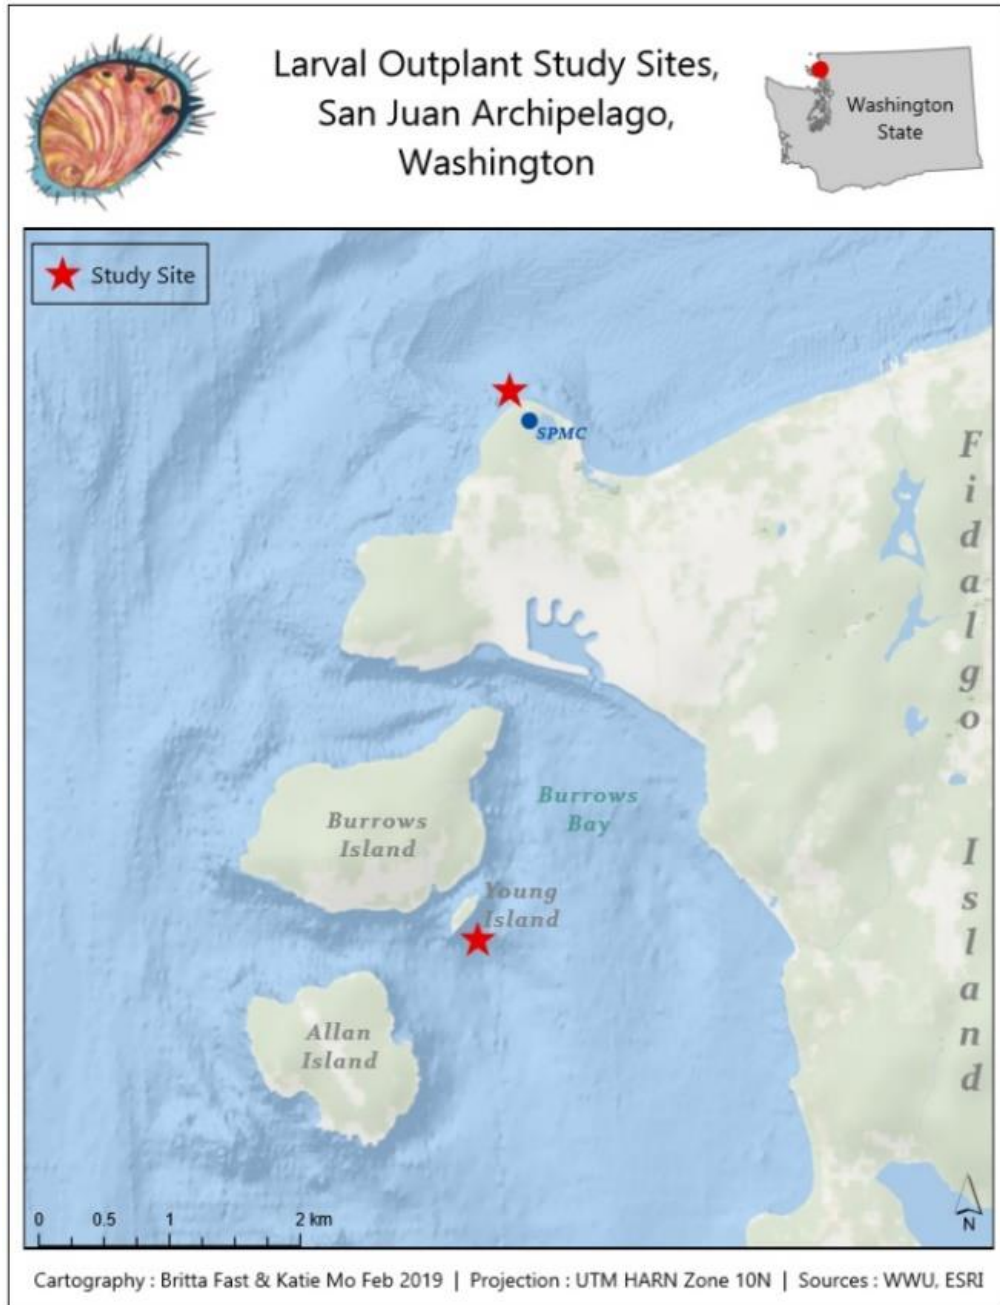 Larval Outplant Study Sites,
San Juan Archipelago,
Washington
Washington
State
Study Site
SPMC
Fidalgo
Island
Burrows
Bay
Burrows
Island
Young
Island
Allan
Island
0 0.5 1 2 km
N
Cartography : Britta Fast & Katie Mo Feb 2019 | Projection : UTM HARN Zone 10N | Sources : WWU, ESRI